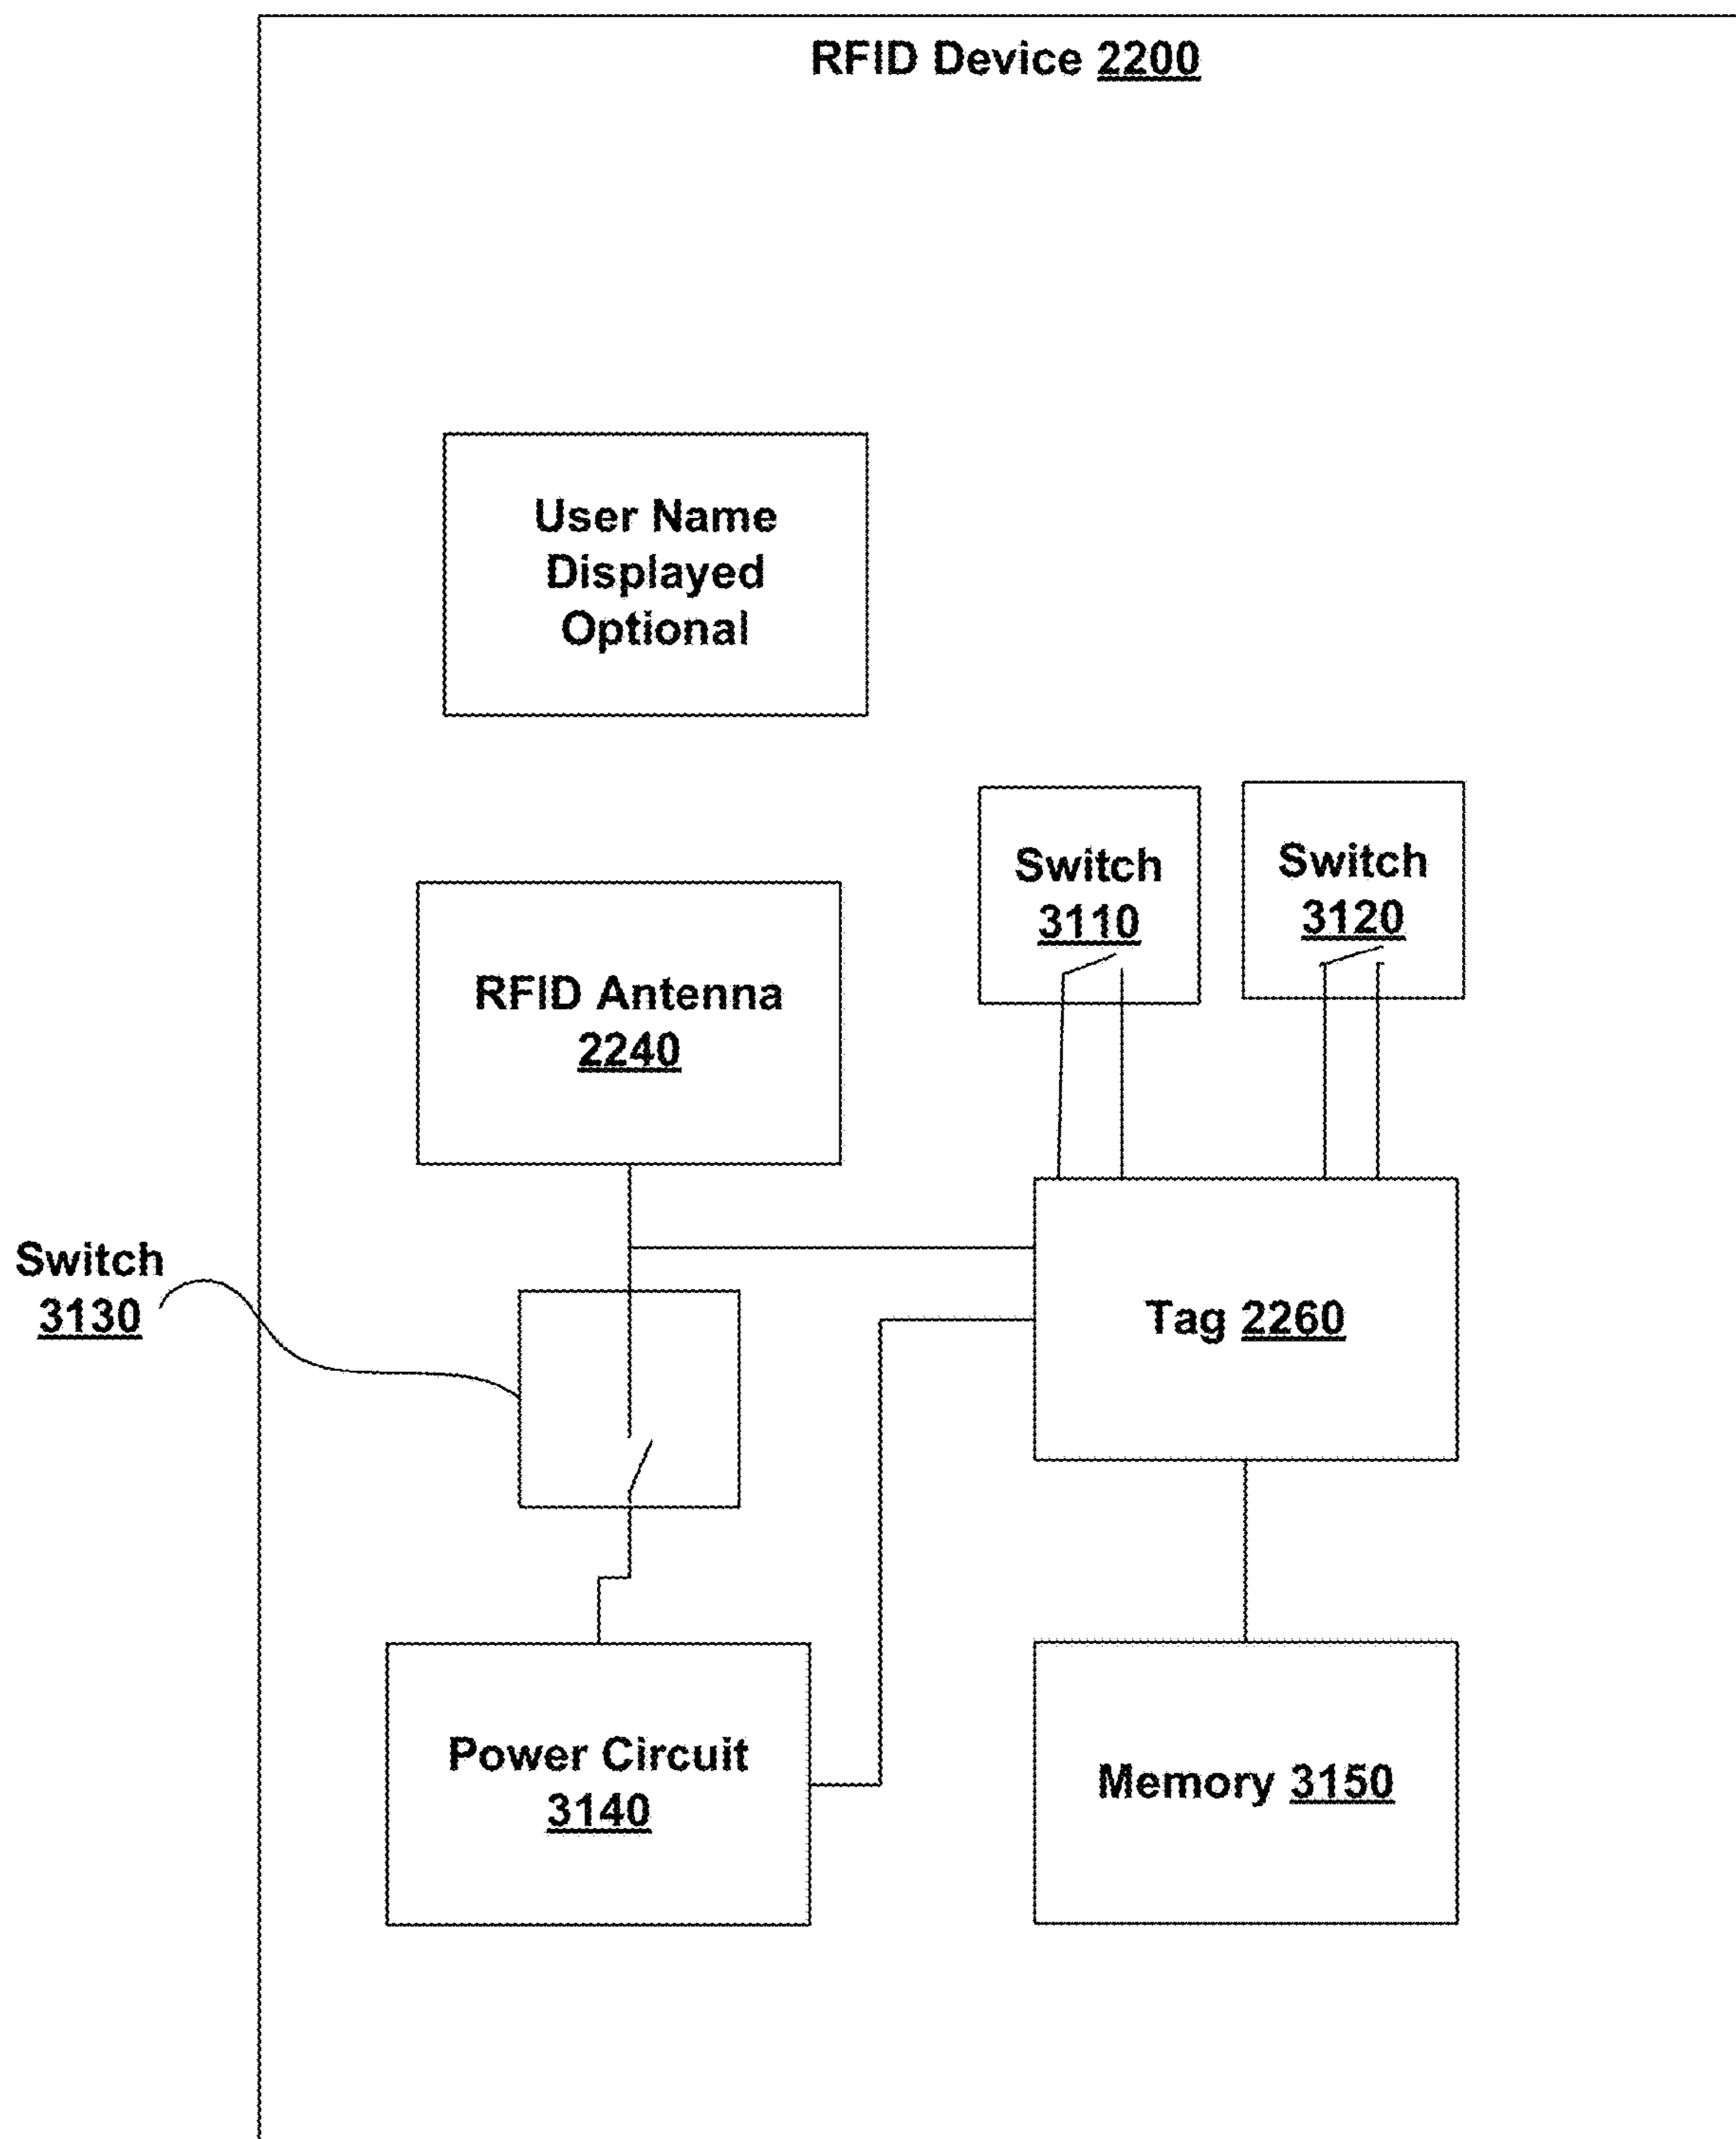 RFID Device 2200
User Name
Displayed
Optional
Switch
3110
Switch
3120
RFID Antenna
2240
Switch
3130
Tag 2260
Power Circuit
3140
Memory 3150